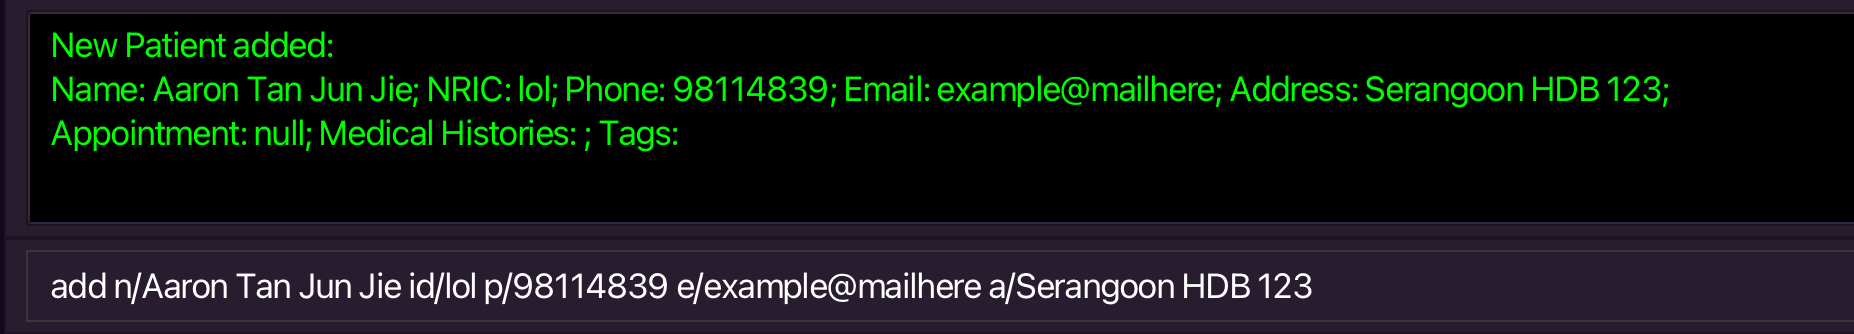 New Patient added:
Name: Aaron Tan Jun Jie; NRIC: lol; Phone: 98114839; Email: example@mailhere; Address: Serangoon HDB 123;
Appointment: null; Medical Histories: ; Tags:
add n/Aaron Tan Jun Jie id/lol p/98114839 e/example@mailhere a/Serangoon HDB 123